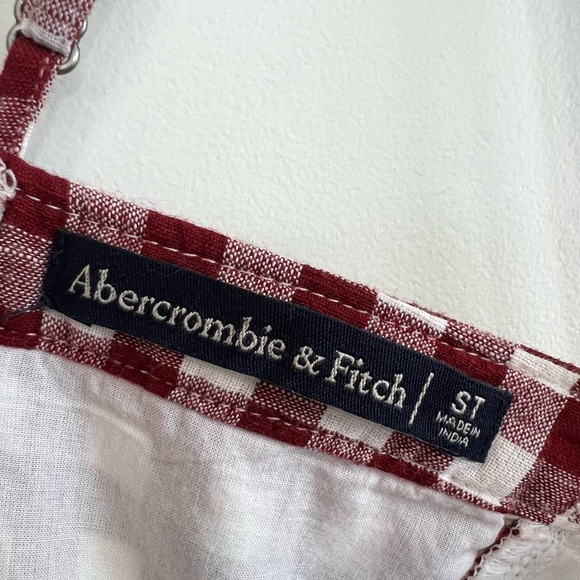 Abercrombie & Fitch
ST
MADE IN
INDIA